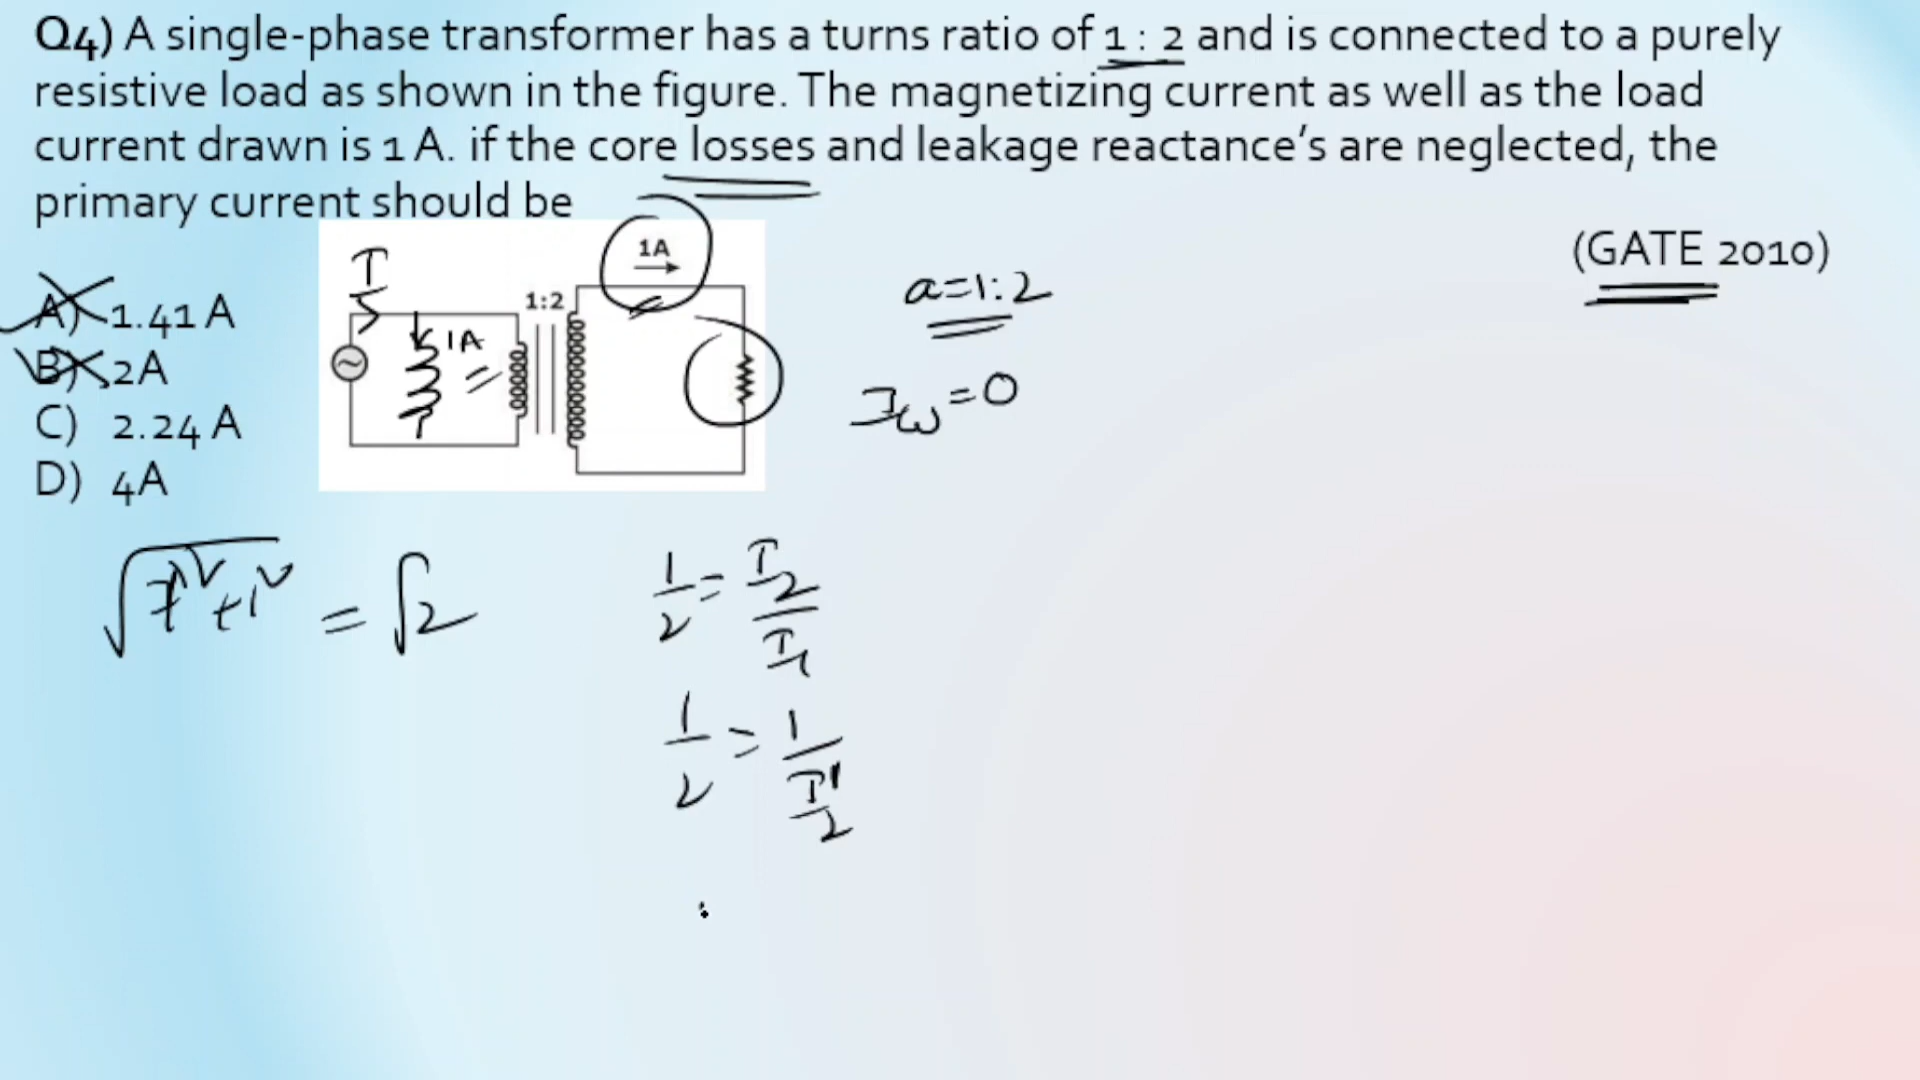 Q4) A single-phase transformer has a turns ratio of 1 : 2 and is connected to a purely
resistive load as shown in the figure. The magnetizing current as well as the load
current drawn is 1 A. if the core losses and leakage reactance's are neglected, the
primary current should be
(GATE 2010)
A) 1.41 A
B) 2A
C) 2.24 A
D) 4A
I
1A
1:2
1A
a=1:2
Iω=0
√1²+1² = √2
1/2 = I2/I1
1/2 = 1/I2'